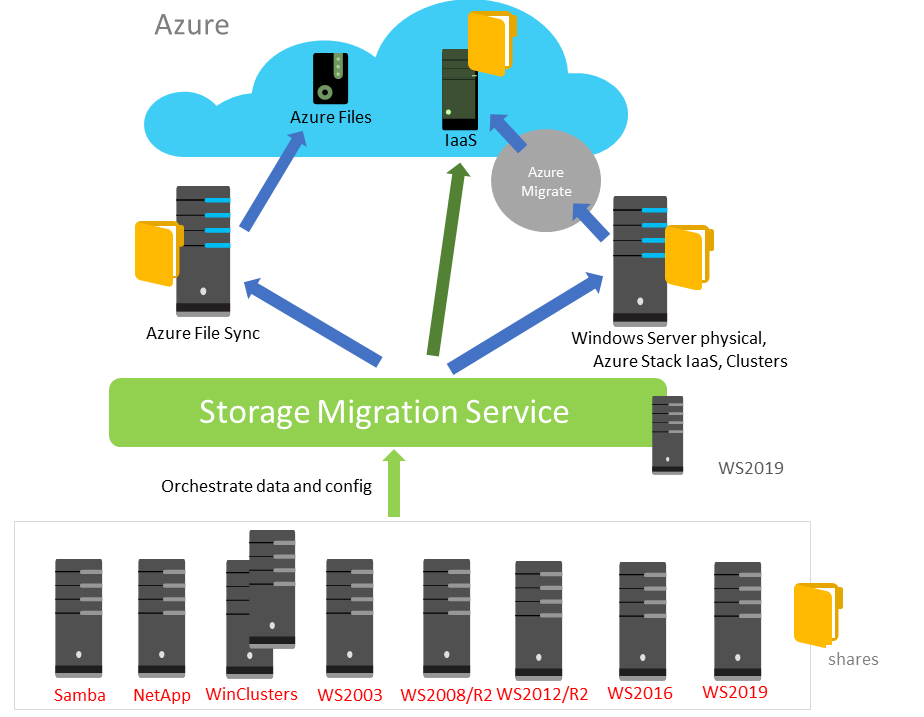 Azure
Azure Files
IaaS
Azure
Migrate
Azure File Sync
Windows Server physical,
Azure Stack IaaS, Clusters
Storage Migration Service
WS2019
Orchestrate data and config
Samba
NetApp
WinClusters
WS2003
WS2008/R2
WS2012/R2
WS2016
WS2019
shares